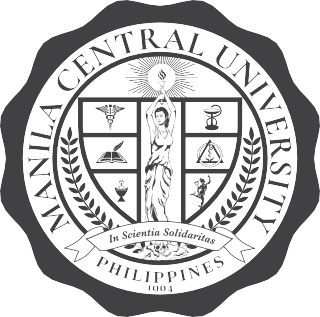 MANILA CENTRAL UNIVERSITY
In Scientia Solidaritas
PHILIPPINES
1904